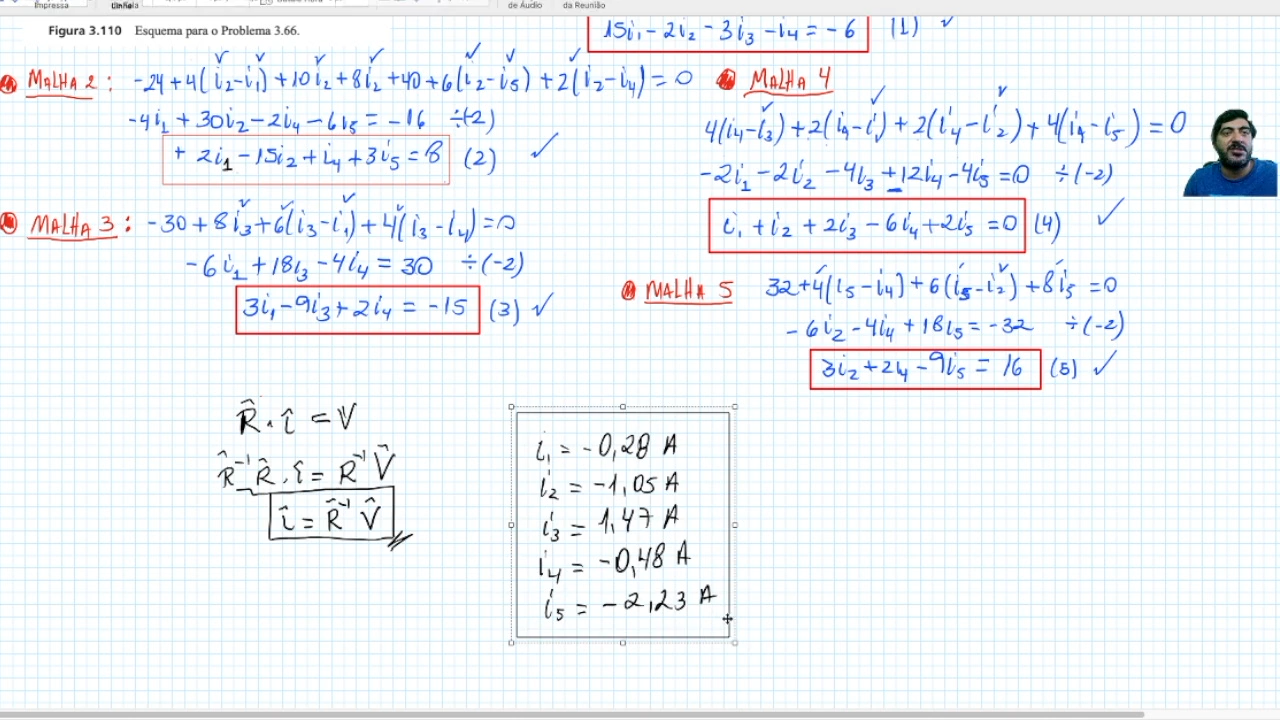 Impressa
Linha
de Áudio
da Reunião
Figura 3.110 Esquema para o Problema 3.66.
15i₁ - 2i₂ - 3i₃ - i₄ = -6 (1) ✓
MALHA 2: -24 + 4(i₂-i₁) + 10i₂ + 8i₂ + 40 + 6(i₂-i₅) + 2(i₂-i₄) = 0
-4i₁ + 30i₂ - 2i₄ - 6i₅ = -16 ÷(-2)
+ 2i₁ - 15i₂ + i₄ + 3i₅ = 8 (2) ✓
MALHA 3: -30 + 8i₃ + 6(i₃-i₁) + 4(i₃-i₄) = 0
-6i₁ + 18i₃ - 4i₄ = 30 ÷(-2)
3i₁ - 9i₃ + 2i₄ = -15 (3) ✓
MALHA 4
4(i₄-i₃) + 2(i₄-i₁) + 2(i₄-i₂) + 4(i₄-i₅) = 0
-2i₁ - 2i₂ - 4i₃ + 12i₄ - 4i₅ = 0 ÷(-2)
i₁ + i₂ + 2i₃ - 6i₄ + 2i₅ = 0 (4) ✓
MALHA 5 32 + 4(i₅-i₄) + 6(i₅-i₂) + 8i₅ = 0
-6i₂ - 4i₄ + 18i₅ = -32 ÷(-2)
3i₂ + 2i₄ - 9i₅ = 16 (5) ✓
R̂ . î = V
R̂⁻¹ R̂ . î = R̂⁻¹ V̂
î = R̂⁻¹ V̂
i₁ = -0,28 A
i₂ = -1,05 A
i₃ = 1,47 A
i₄ = -0,48 A
i₅ = -2,23 A